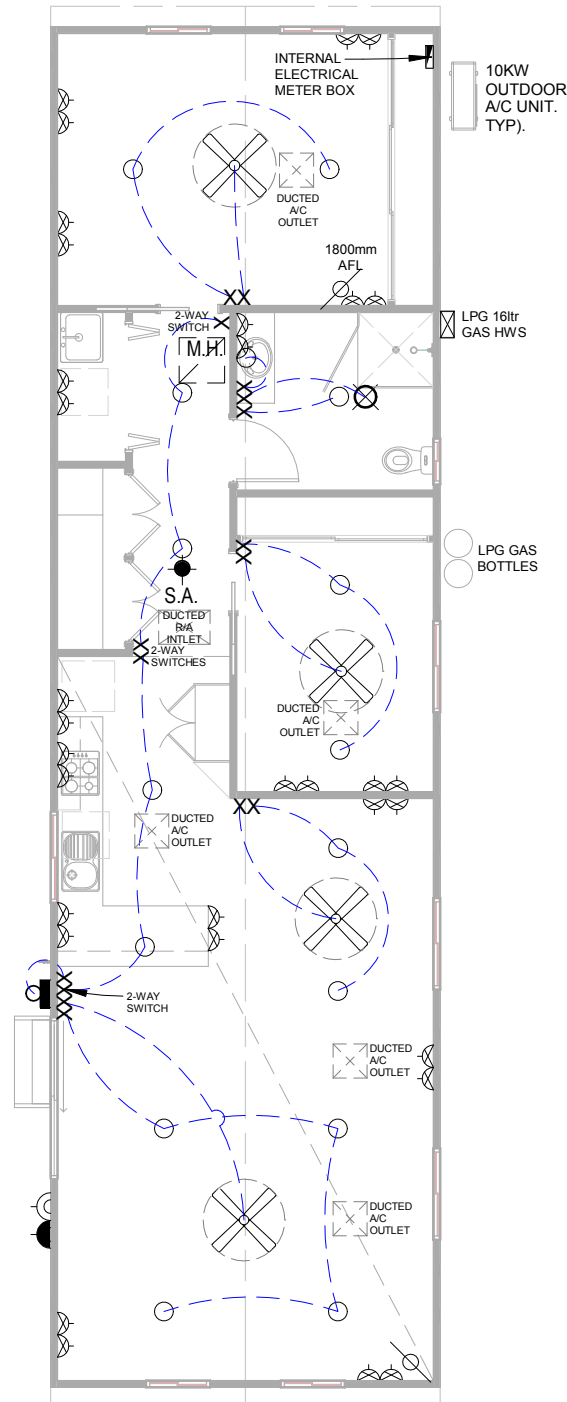 INTERNAL
ELECTRICAL
METER BOX
10KW
OUTDOOR
A/C UNIT.
TYP).
DUCTED
A/C
OUTLET
1800mm
AFL
2-WAY
SWITCH
M.H.
LPG 16ltr
GAS HWS
LPG GAS
BOTTLES
S.A.
DUCTED
R/A
INTLET
2-WAY
SWITCHES
DUCTED
A/C
OUTLET
DUCTED
A/C
OUTLET
2-WAY
SWITCH
DUCTED
A/C
OUTLET
DUCTED
A/C
OUTLET